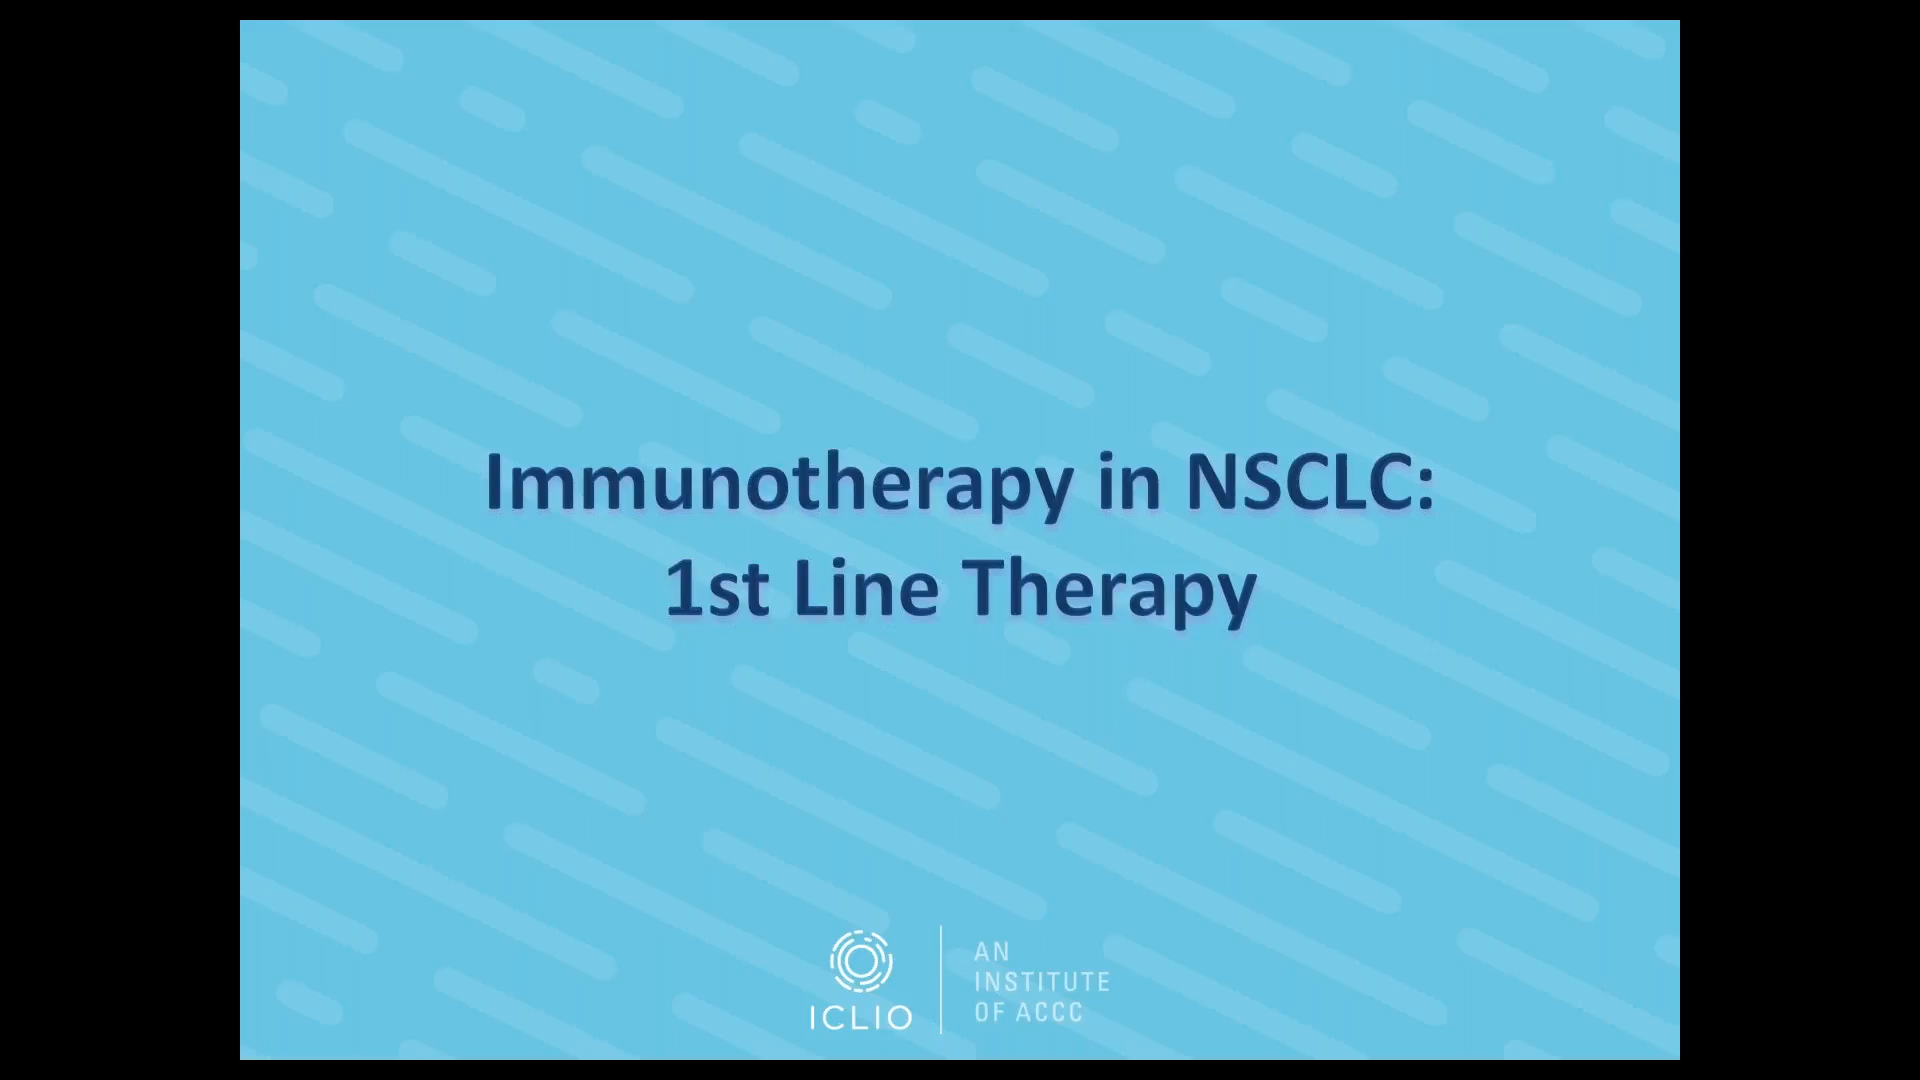 Immunotherapy in NSCLC:
1st Line Therapy
ICLIO
AN
INSTITUTE
OF ACCC